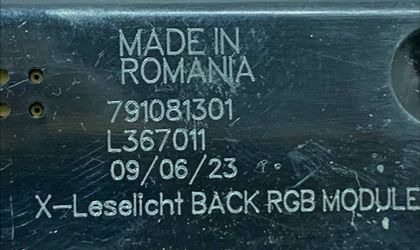 MADE IN
ROMANIA
791081301
L367011
09/06/23
X-Leselicht BACK RGB MODULE